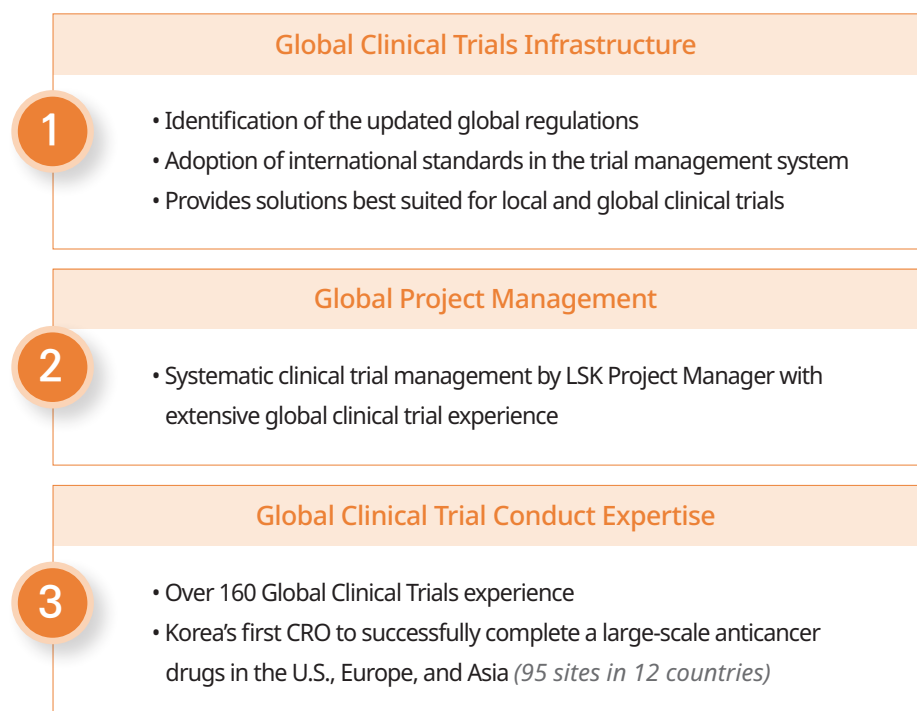 Global Clinical Trials Infrastructure
1
• Identification of the updated global regulations
• Adoption of international standards in the trial management system
• Provides solutions best suited for local and global clinical trials
Global Project Management
2
• Systematic clinical trial management by LSK Project Manager with
extensive global clinical trial experience
Global Clinical Trial Conduct Expertise
3
• Over 160 Global Clinical Trials experience
• Korea’s first CRO to successfully complete a large-scale anticancer
drugs in the U.S., Europe, and Asia (95 sites in 12 countries)